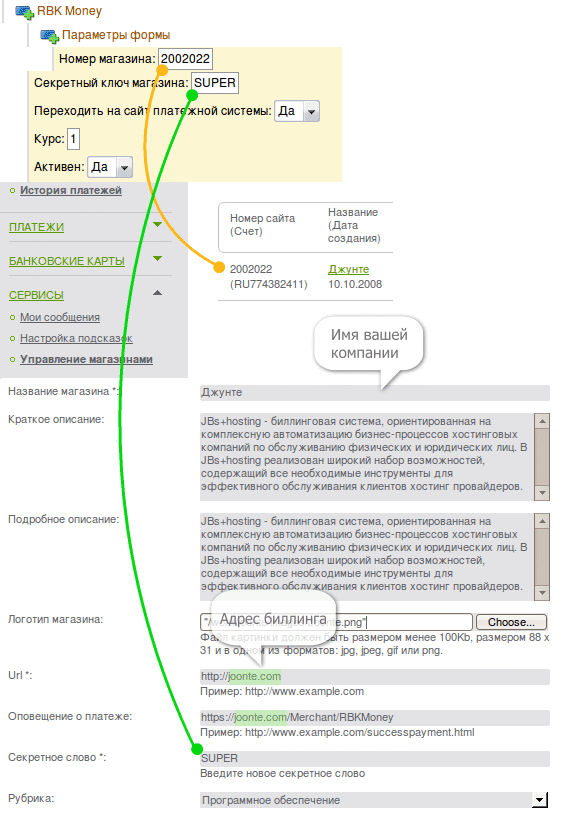 RBK Money
Параметры формы
Номер магазина: 2002022
Секретный ключ магазина: SUPER
Переходить на сайт платежной системы: Да
Курс: 1
Активен: Да
История платежей
ПЛАТЕЖИ
БАНКОВСКИЕ КАРТЫ
СЕРВИСЫ
Мои сообщения
Настройка подсказок
Управление магазинами
Номер сайта
(Счет)
Название
(Дата
создания)
2002022
(RU774382411)
Джунте
10.10.2008
Имя вашей
компании
Название магазина *:
Джунте
Краткое описание:
JBs+hosting - биллинговая система, ориентированная на
комплексную автоматизацию бизнес-процессов хостинговых
компаний по обслуживанию физических и юридических лиц. В
JBs+hosting реализован широкий набор возможностей,
содержащий все необходимые инструменты для
эффективного обслуживания клиентов хостинг провайдеров.
Подробное описание:
JBs+hosting - биллинговая система, ориентированная на
комплексную автоматизацию бизнес-процессов хостинговых
компаний по обслуживанию физических и юридических лиц. В
JBs+hosting реализован широкий набор возможностей,
содержащий все необходимые инструменты для
эффективного обслуживания клиентов хостинг провайдеров.
Адрес биллинга
Логотип магазина:
Choose...
Файл картинки должен быть размером менее 100Kb, размером 88 x
31 и в одном из форматов: jpg, jpeg, gif или png.
Url *:
http://joonte.com
Пример: http://www.example.com
Оповещение о платеже:
https://joonte.com/Merchant/RBKMoney
Пример: http://www.example.com/successpayment.html
Секретное слово *:
SUPER
Введите новое секретное слово
Рубрика:
Программное обеспечение